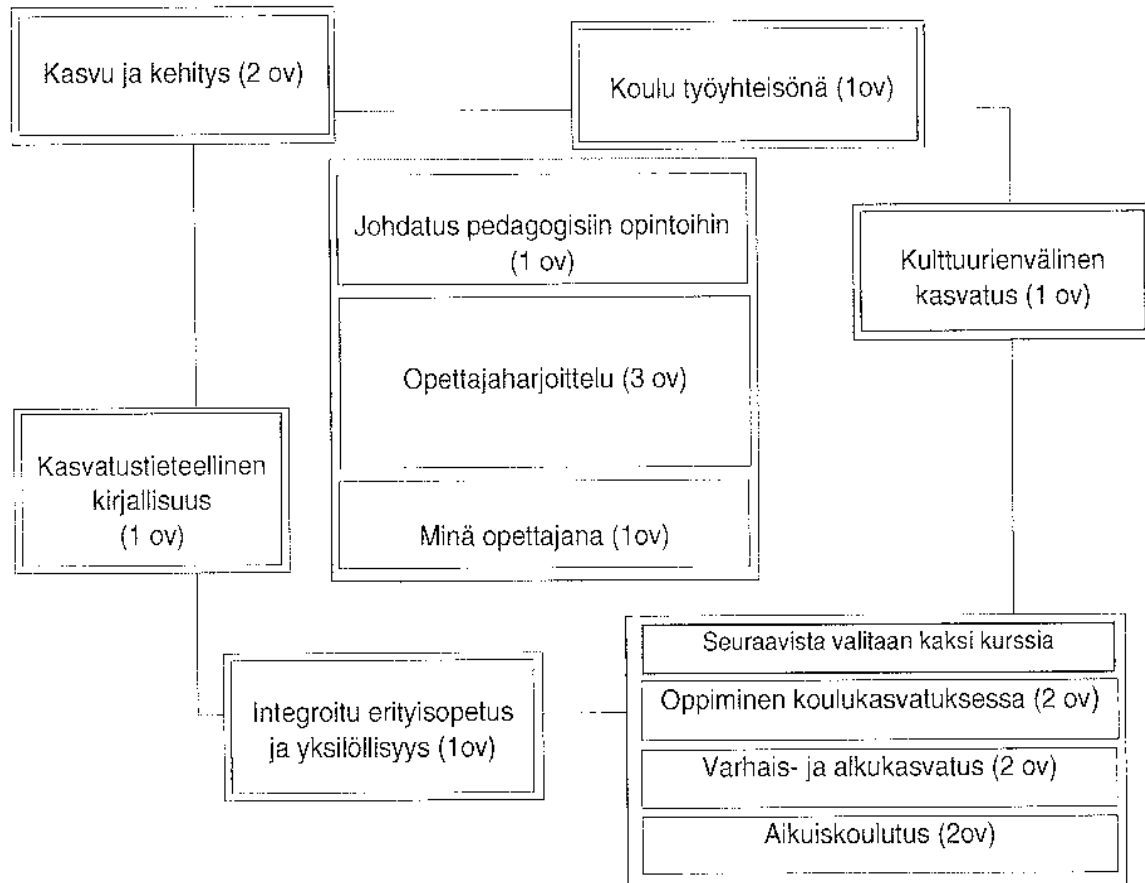 Kasvu ja kehitys (2 ov)
Koulu työyhteisönä (1ov)
Johdatus pedagogisiin opintoihin
(1 ov)
Kulttuurienvälinen
kasvatus (1 ov)
Opettajaharjoittelu (3 ov)
Kasvatustieteellinen
kirjallisuus
(1 ov)
Minä opettajana (1ov)
Integroitu erityisopetus
ja yksilöllisyys (1ov)
Seuraavista valitaan kaksi kurssia
Oppiminen koulukasvatuksessa (2 ov)
Varhais- ja alkukasvatus (2 ov)
Aikuiskoulutus (2ov)